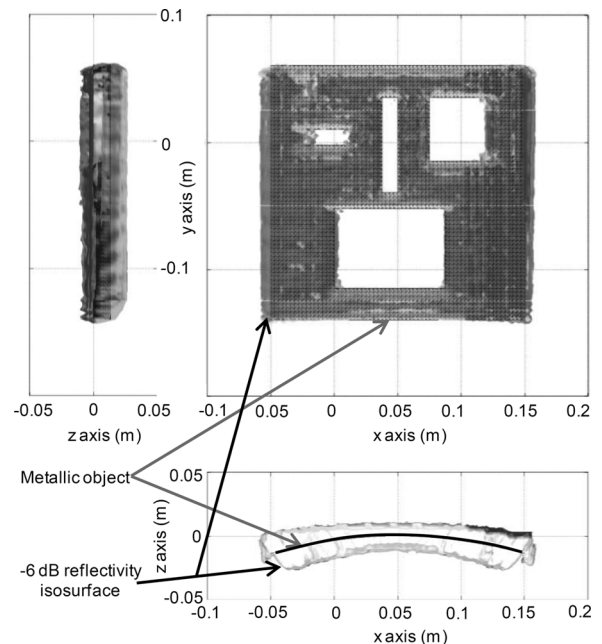 0.1
0
-0.1
y axis (m)
-0.05
0
0.05
z axis (m)
-0.1
-0.05
0
0.05
0.1
0.15
0.2
x axis (m)
Metallic object
-6 dB reflectivity
isosurface
0.05
0
-0.05
z axis (m)
-0.1
-0.05
0
0.05
0.1
0.15
0.2
x axis (m)